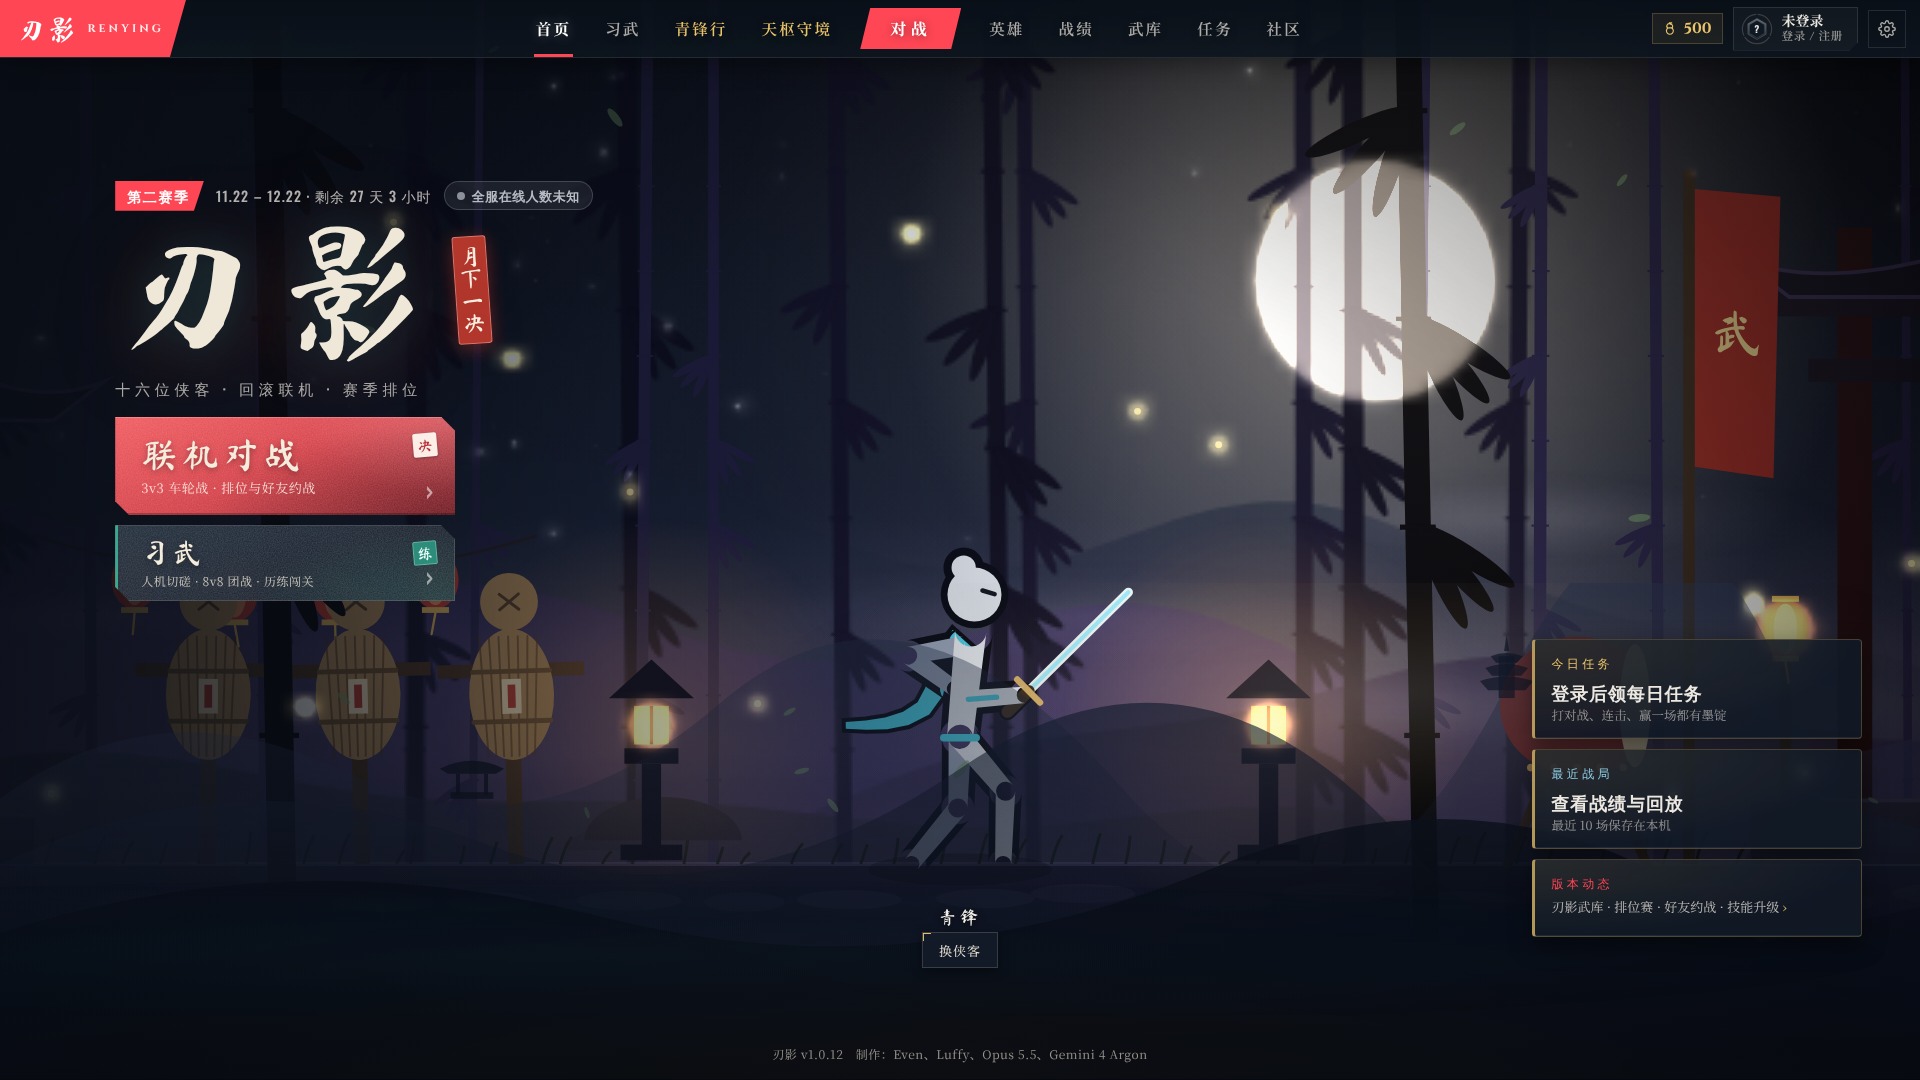 刃影 RENYING
首页 习武 青锋行 天枢守境 对战 英雄 战绩 武库 任务 社区
500
?
未登录
登录 / 注册
第二赛季 11.22 – 12.22 · 剩余 27 天 3 小时 全服在线人数未知
刃影
月下一决
十六位侠客 · 回滚联机 · 赛季排位
联机对战
决
3v3 车轮战 · 排位与好友约战
习武
练
人机切磋 · 8v8 团战 · 历练闯关
武
今日任务
登录后领每日任务
打对战、连击、赢一场都有墨锭
最近战局
查看战绩与回放
最近 10 场保存在本机
版本动态
刃影武库 · 排位赛 · 好友约战 · 技能升级 ›
青锋
换侠客
刃影 v1.0.12 制作：Even、Luffy、Opus 5.5、Gemini 4 Argon